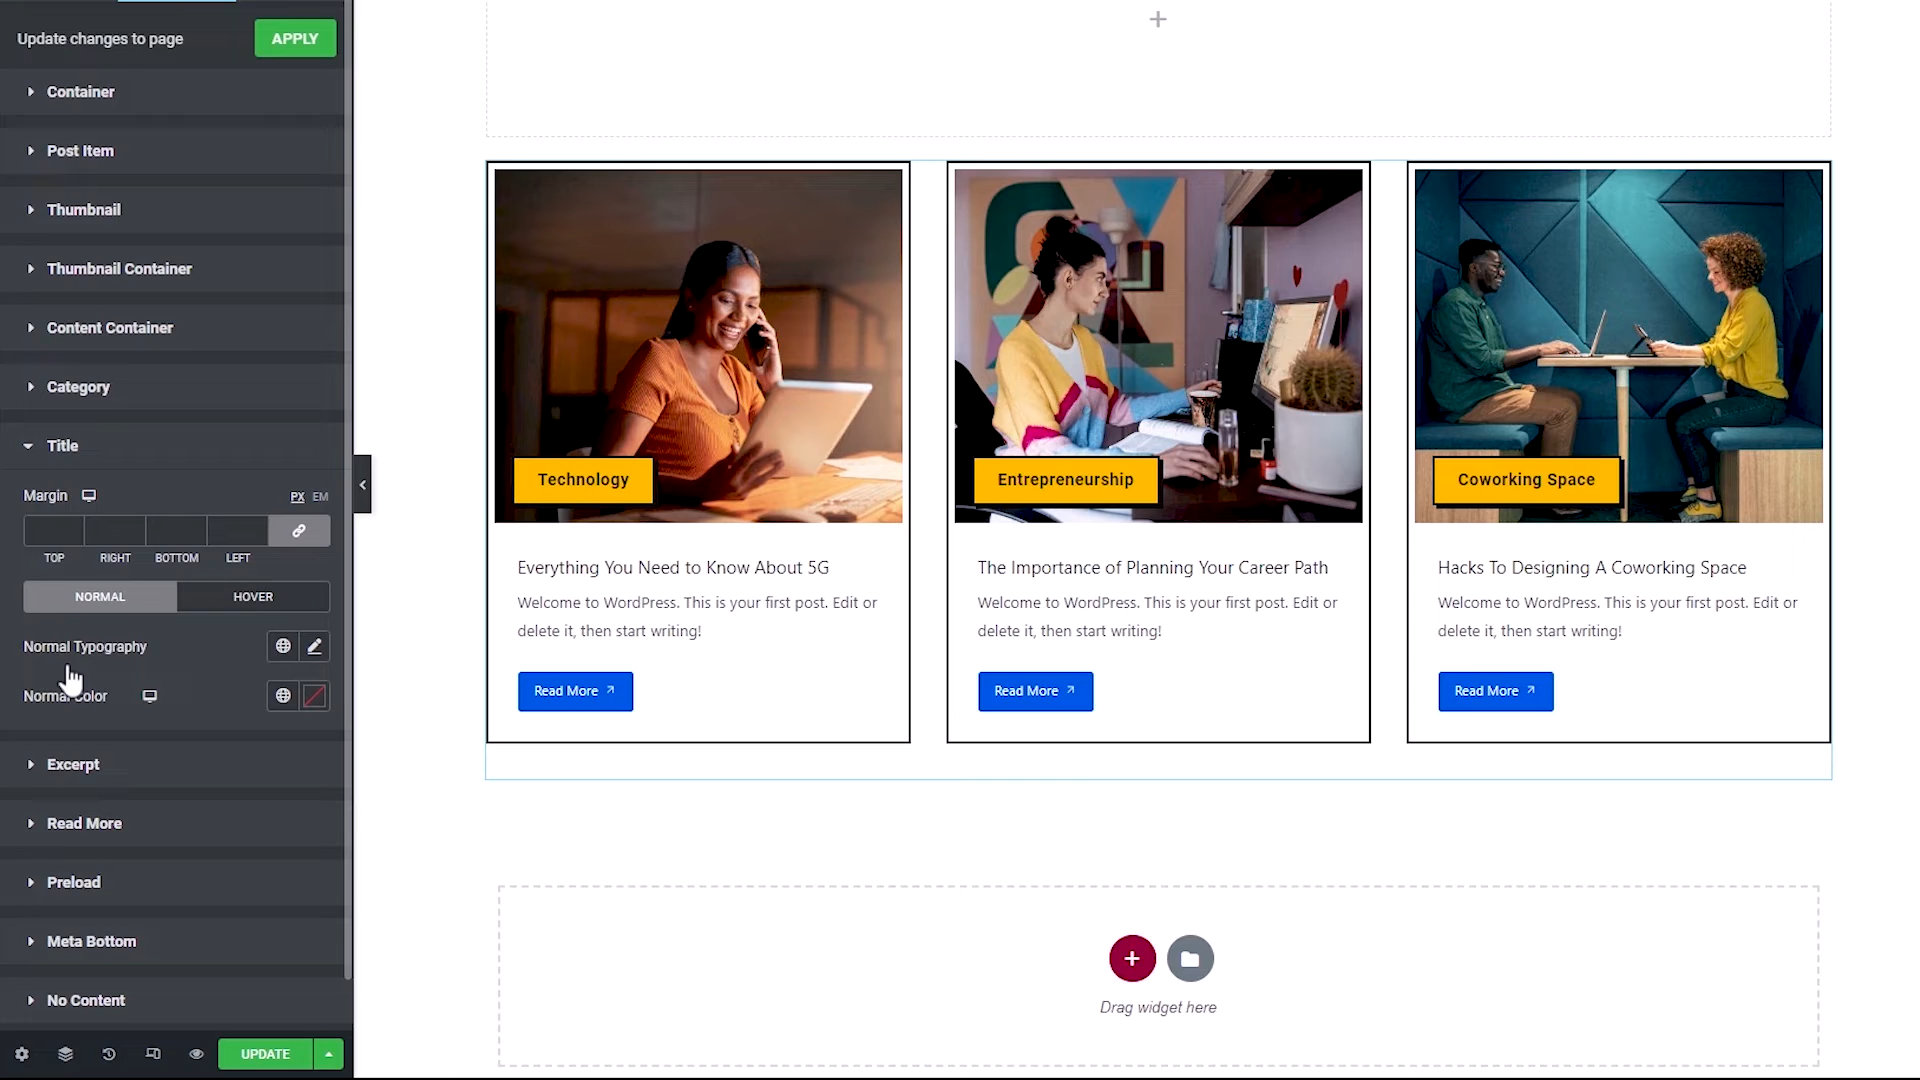 Update changes to page
APPLY
Container
Post Item
Thumbnail
Thumbnail Container
Content Container
Category
Title
Margin
PX EM
TOP RIGHT BOTTOM LEFT
NORMAL HOVER
Normal Typography
Normal Color
Excerpt
Read More
Preload
Meta Bottom
No Content
UPDATE
Technology
Everything You Need to Know About 5G
Welcome to WordPress. This is your first post. Edit or
delete it, then start writing!
Read More
Entrepreneurship
The Importance of Planning Your Career Path
Welcome to WordPress. This is your first post. Edit or
delete it, then start writing!
Read More
Coworking Space
Hacks To Designing A Coworking Space
Welcome to WordPress. This is your first post. Edit or
delete it, then start writing!
Read More
Drag widget here